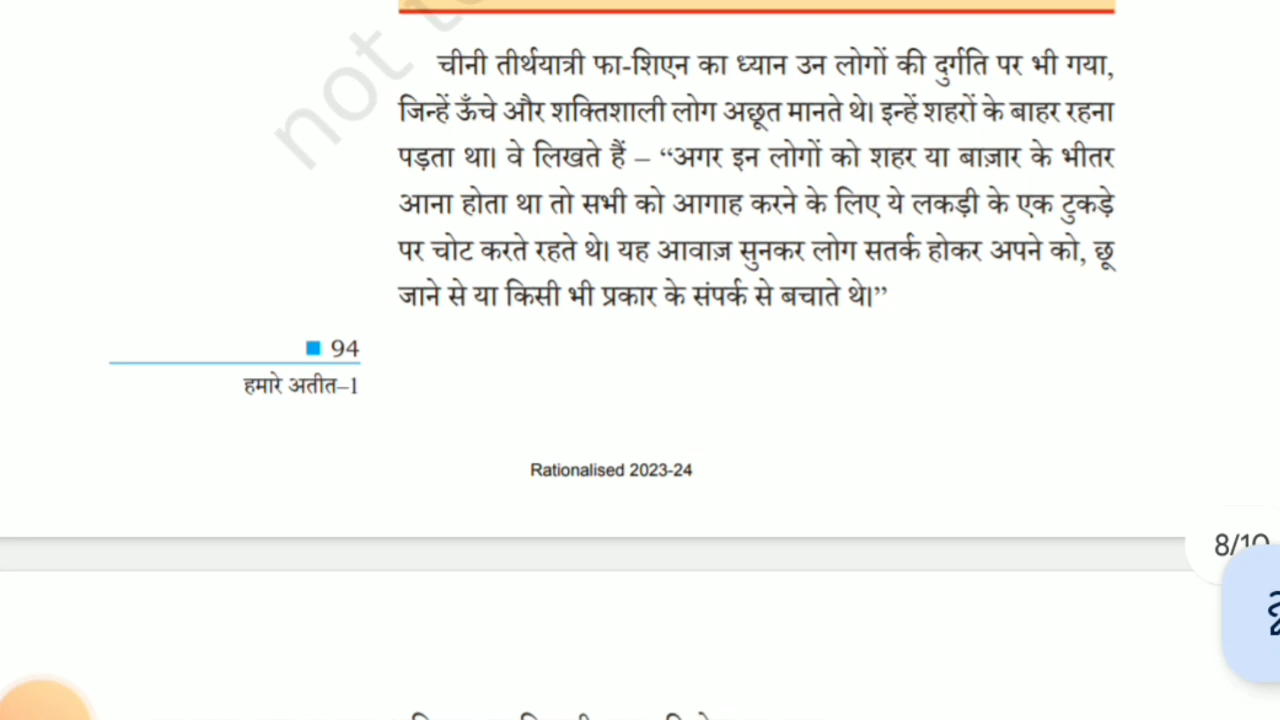 not
चीनी तीर्थयात्री फा-शिएन का ध्यान उन लोगों की दुर्गति पर भी गया,
जिन्हें ऊँचे और शक्तिशाली लोग अछूत मानते थे। इन्हें शहरों के बाहर रहना
पड़ता था। वे लिखते हैं – “अगर इन लोगों को शहर या बाज़ार के भीतर
आना होता था तो सभी को आगाह करने के लिए ये लकड़ी के एक टुकड़े
पर चोट करते रहते थे। यह आवाज़ सुनकर लोग सतर्क होकर अपने को, छू
जाने से या किसी भी प्रकार के संपर्क से बचाते थे।”
94
हमारे अतीत–1
Rationalised 2023-24
8/10